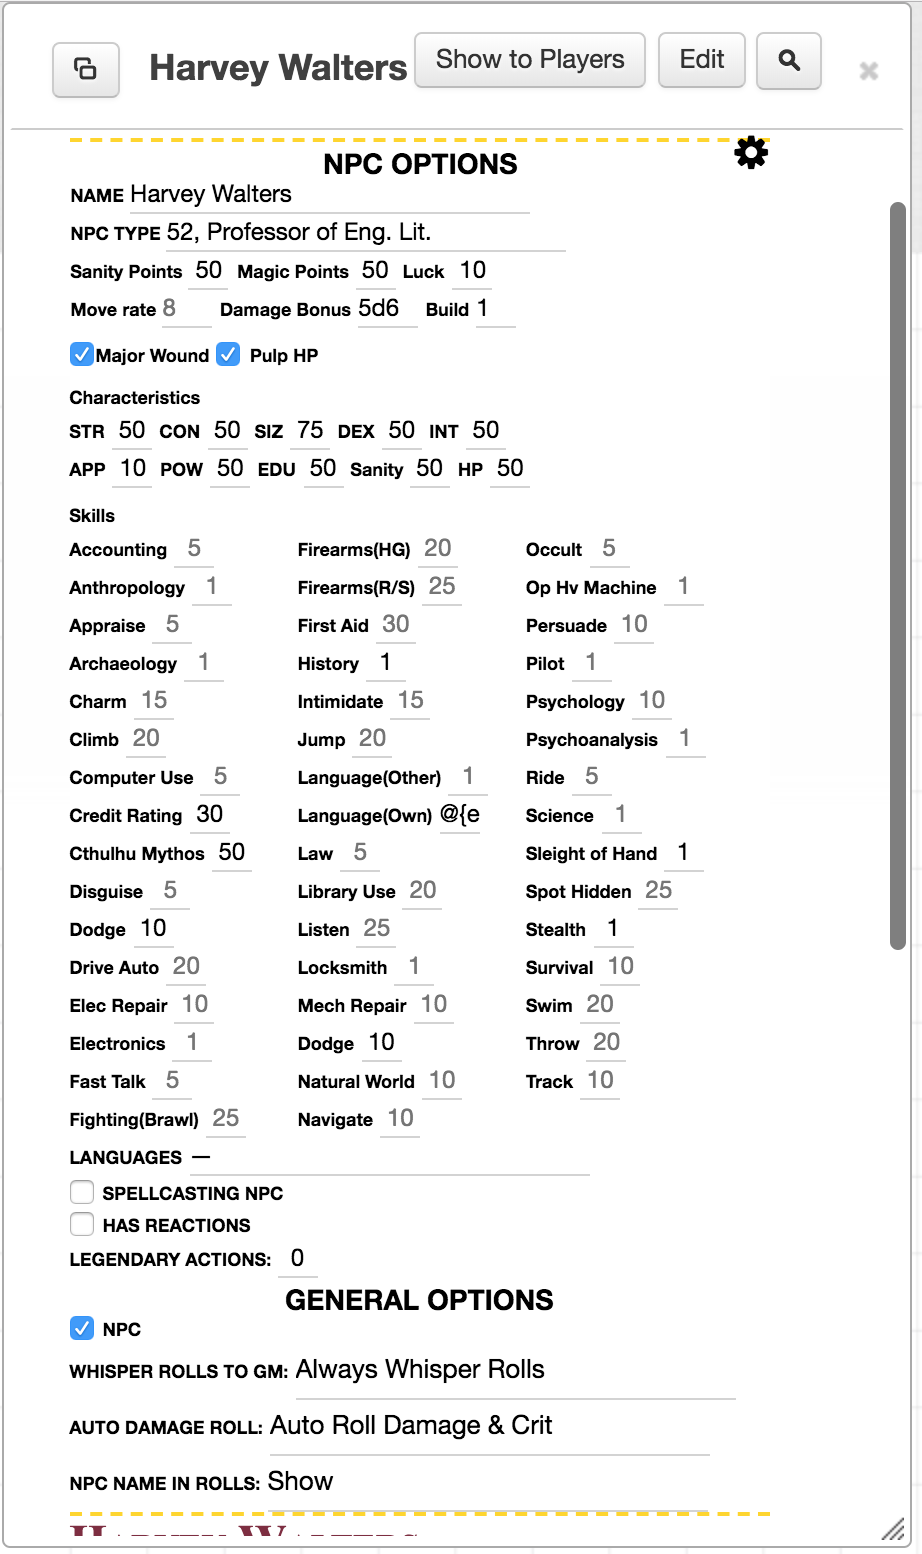 Harvey Walters Show to Players Edit
NPC OPTIONS
NAME Harvey Walters
NPC TYPE 52, Professor of Eng. Lit.
Sanity Points 50 Magic Points 50 Luck 10
Move rate 8 Damage Bonus 5d6 Build 1
Major Wound Pulp HP
Characteristics
STR 50 CON 50 SIZ 75 DEX 50 INT 50
APP 10 POW 50 EDU 50 Sanity 50 HP 50
Skills
Accounting 5 Firearms(HG) 20 Occult 5
Anthropology 1 Firearms(R/S) 25 Op Hv Machine 1
Appraise 5 First Aid 30 Persuade 10
Archaeology 1 History 1 Pilot 1
Charm 15 Intimidate 15 Psychology 10
Climb 20 Jump 20 Psychoanalysis 1
Computer Use 5 Language(Other) 1 Ride 5
Credit Rating 30 Language(Own) @{e Science 1
Cthulhu Mythos 50 Law 5 Sleight of Hand 1
Disguise 5 Library Use 20 Spot Hidden 25
Dodge 10 Listen 25 Stealth 1
Drive Auto 20 Locksmith 1 Survival 10
Elec Repair 10 Mech Repair 10 Swim 20
Electronics 1 Dodge 10 Throw 20
Fast Talk 5 Natural World 10 Track 10
Fighting(Brawl) 25 Navigate 10
LANGUAGES —
SPELLCASTING NPC
HAS REACTIONS
LEGENDARY ACTIONS: 0
GENERAL OPTIONS
NPC
WHISPER ROLLS TO GM: Always Whisper Rolls
AUTO DAMAGE ROLL: Auto Roll Damage & Crit
NPC NAME IN ROLLS: Show
Harvey Walters